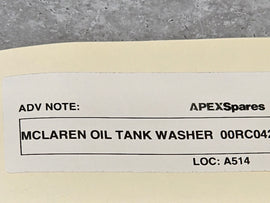 ADV NOTE: APEXSpares
MCLAREN OIL TANK WASHER 00RC042
LOC: A514